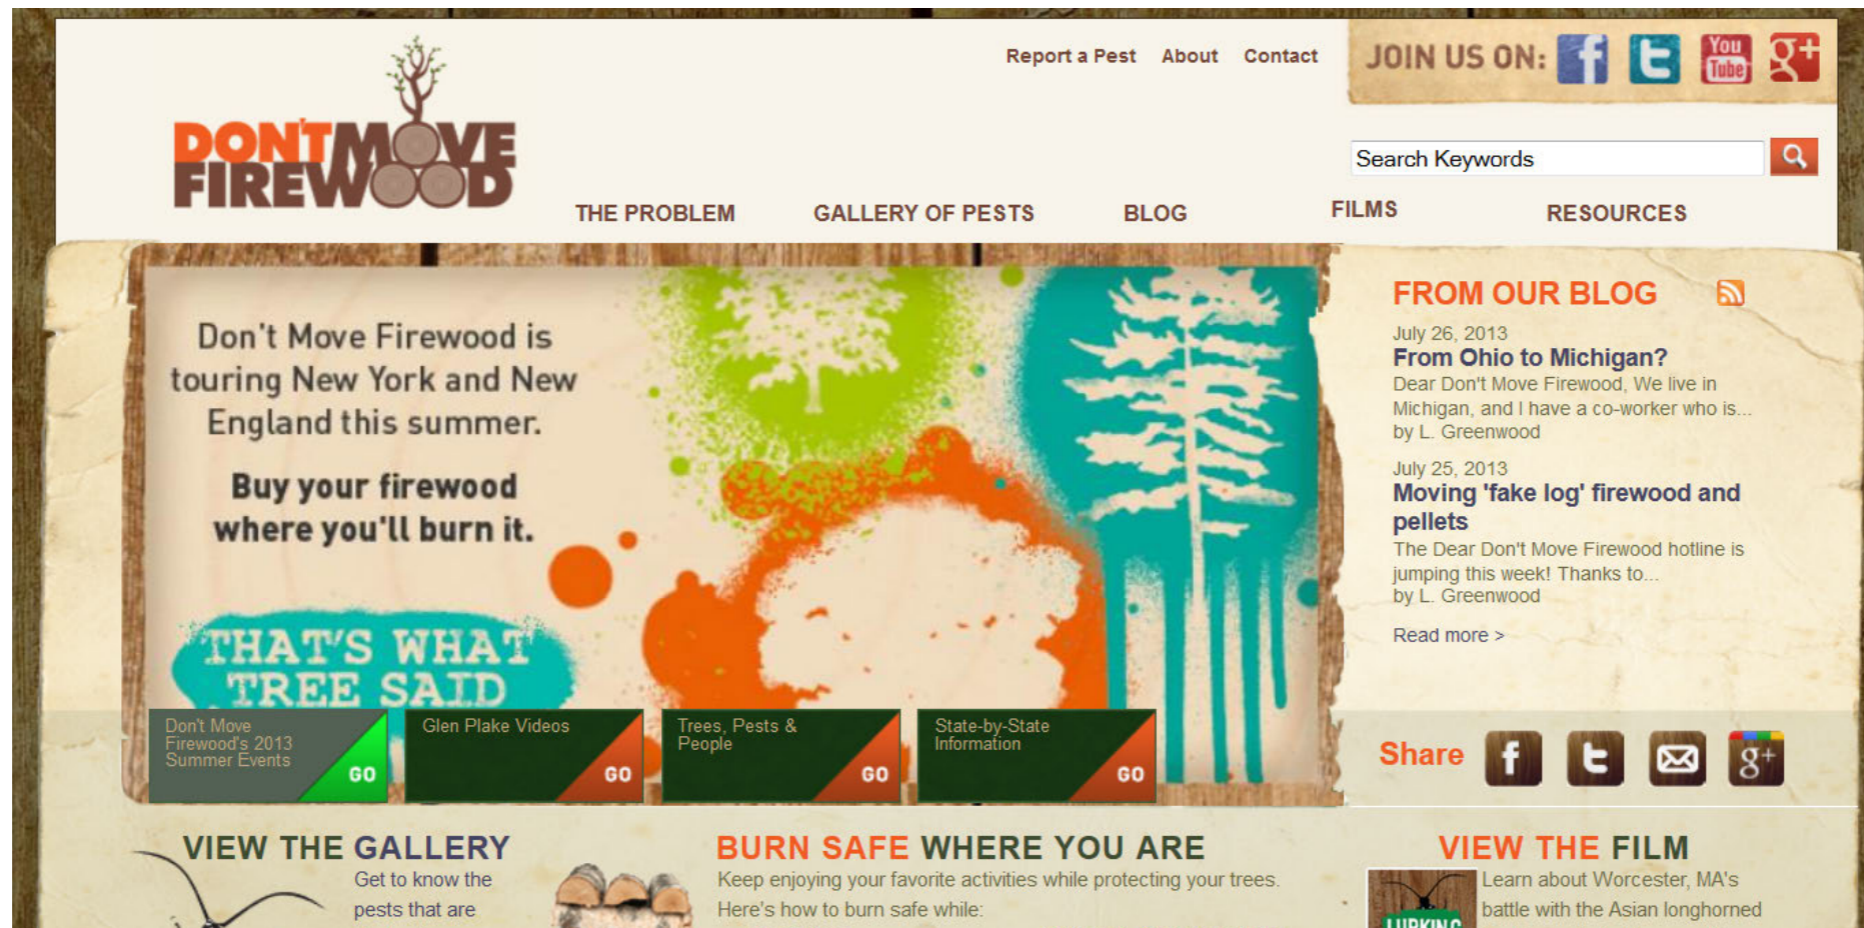 Report a Pest About Contact
JOIN US ON:
You
Tube
g+
DON'T MOVE
FIREWOOD
Search Keywords
THE PROBLEM GALLERY OF PESTS BLOG FILMS RESOURCES
Don't Move Firewood is
touring New York and New
England this summer.
Buy your firewood
where you'll burn it.
THAT'S WHAT
TREE SAID
Don't Move
Firewood's 2013
Summer Events
GO
Glen Plake Videos
GO
Trees, Pests &
People
GO
State-by-State
Information
GO
FROM OUR BLOG
July 26, 2013
From Ohio to Michigan?
Dear Don't Move Firewood, We live in
Michigan, and I have a co-worker who is...
by L. Greenwood
July 25, 2013
Moving 'fake log' firewood and
pellets
The Dear Don't Move Firewood hotline is
jumping this week! Thanks to...
by L. Greenwood
Read more >
Share
g+
VIEW THE GALLERY
Get to know the
pests that are
BURN SAFE WHERE YOU ARE
Keep enjoying your favorite activities while protecting your trees.
Here's how to burn safe while:
VIEW THE FILM
Learn about Worcester, MA's
battle with the Asian longhorned
LURKING